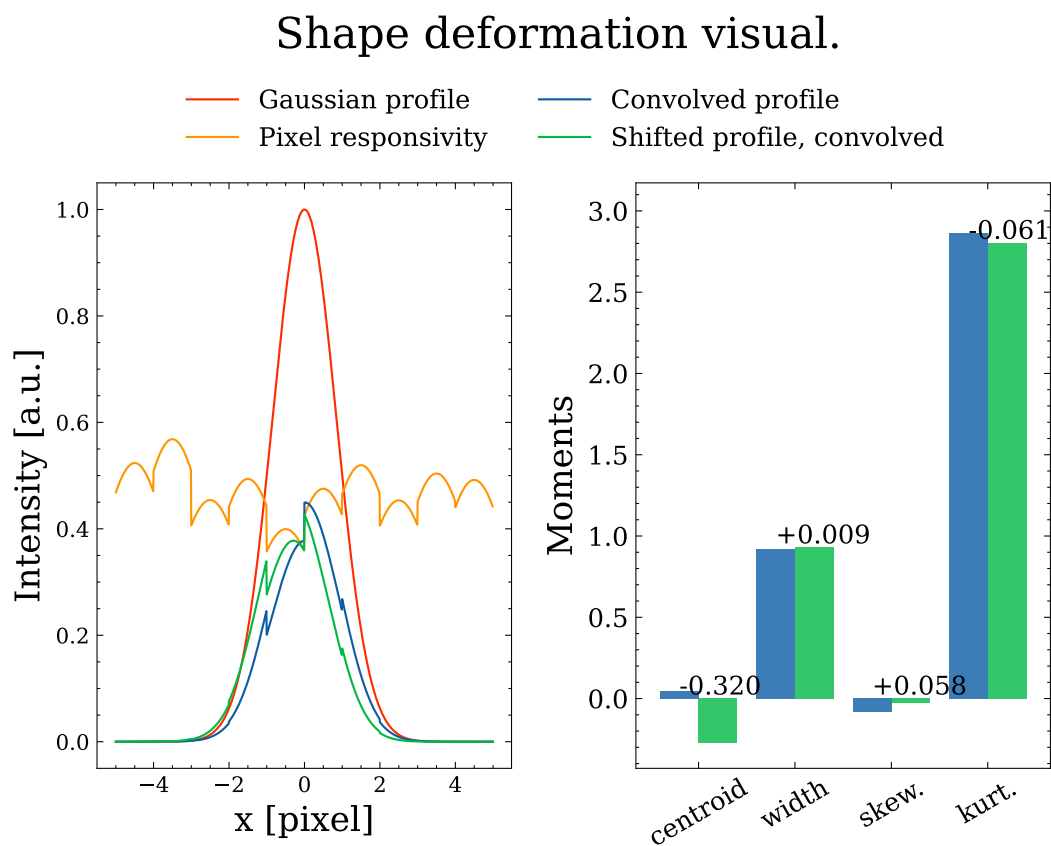 Shape deformation visual.
Gaussian profile
Pixel responsivity
Convolved profile
Shifted profile, convolved
Intensity [a.u.]
1.0
0.8
0.6
0.4
0.2
0.0
−4
−2
0
2
4
x [pixel]
Moments
3.0
2.5
2.0
1.5
1.0
0.5
0.0
-0.320
+0.009
+0.058
-0.061
centroid
width
skew.
kurt.